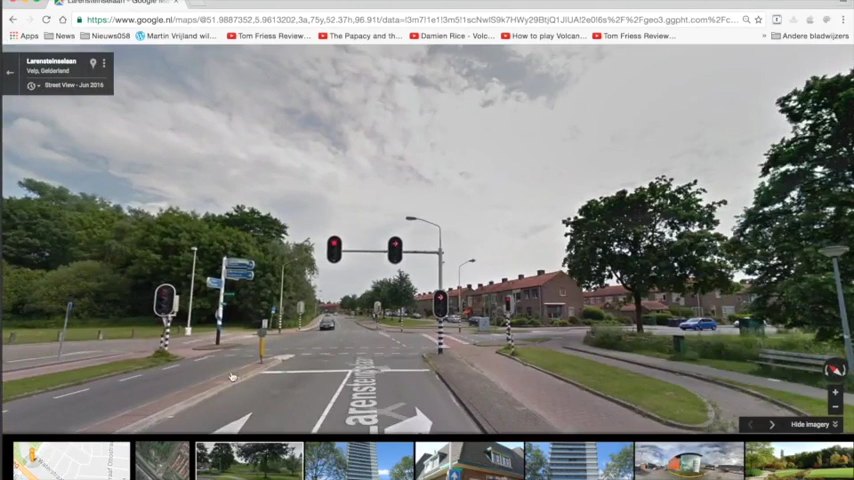 Larensteinselaan - Google M
https://www.google.nl/maps/@51.9887352,5.9613202,3a,75y,52.37h,96.91t/data=!3m7!1e1!3m5!1scNwlS9k7HWy29BtjQ1JlUA!2e0!6s%2F%2Fgeo3.ggpht.com%2Fc...
Apps News Nieuws058 Martin Vrijland wil... Tom Friess Review... The Papacy and th... Damien Rice - Volc... How to play Volcan... Tom Friess Review... » Andere bladwijzers
Larensteinselaan
Velp, Gelderland
Street View - Jun 2016
Larensteinselaan
Hide imagery